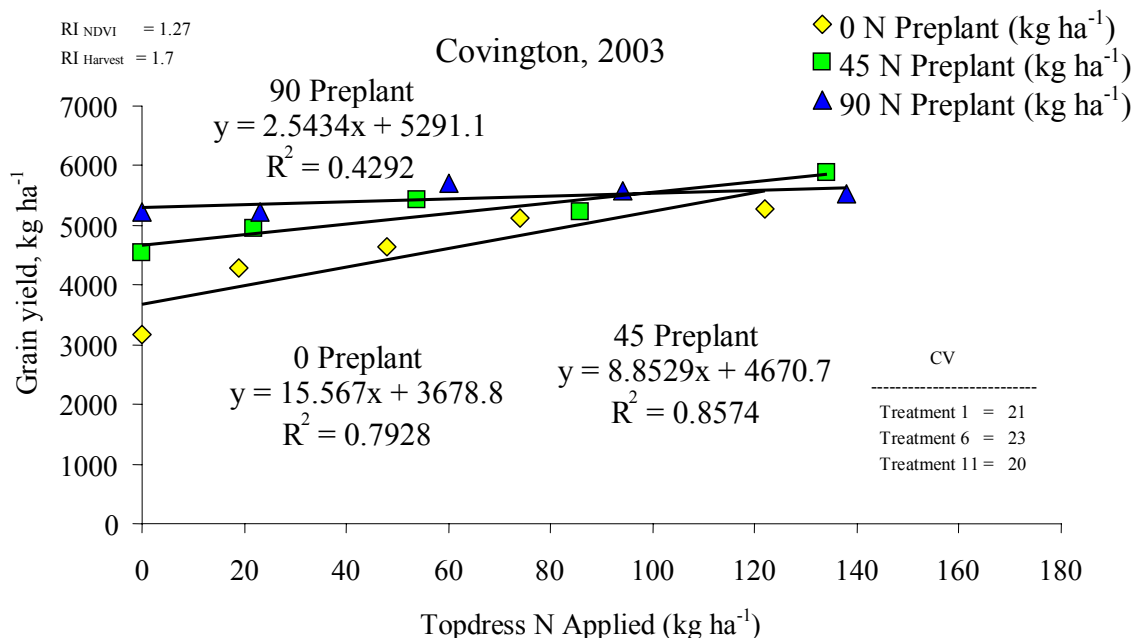 RI NDVI = 1.27
RI Harvest = 1.7
Covington, 2003
0 N Preplant (kg ha⁻¹)
45 N Preplant (kg ha⁻¹)
90 N Preplant (kg ha⁻¹)
90 Preplant
y = 2.5434x + 5291.1
R² = 0.4292
7000
6000
5000
4000
3000
2000
1000
0
Grain yield, kg ha⁻¹
0 Preplant
y = 15.567x + 3678.8
R² = 0.7928
45 Preplant
y = 8.8529x + 4670.7
R² = 0.8574
CV
---------------------------
Treatment 1 = 21
Treatment 6 = 23
Treatment 11 = 20
0 20 40 60 80 100 120 140 160 180
Topdress N Applied (kg ha⁻¹)